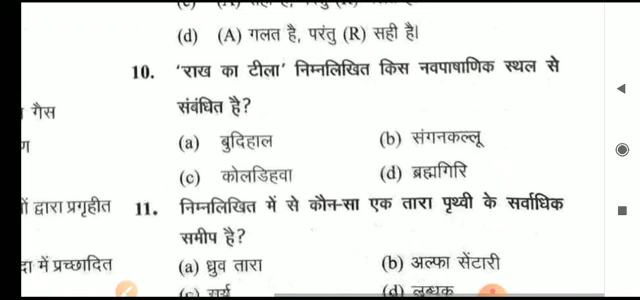 (d) (A) गलत है, परंतु (R) सही है।
10. ‘राख का टीला’ निम्नलिखित किस नवपाषाणिक स्थल से
संबंधित है?
(a) बुदिहाल (b) संगनकल्लू
(c) कोलडिहवा (d) ब्रह्मगिरि
11. निम्नलिखित में से कौन-सा एक तारा पृथ्वी के सर्वाधिक
समीप है?
(a) ध्रुव तारा (b) अल्फा सेंटारी
(c) सूर्य (d) लुब्धक
गैस
ण
ों द्वारा प्रगृहीत
दा में प्रच्छादित